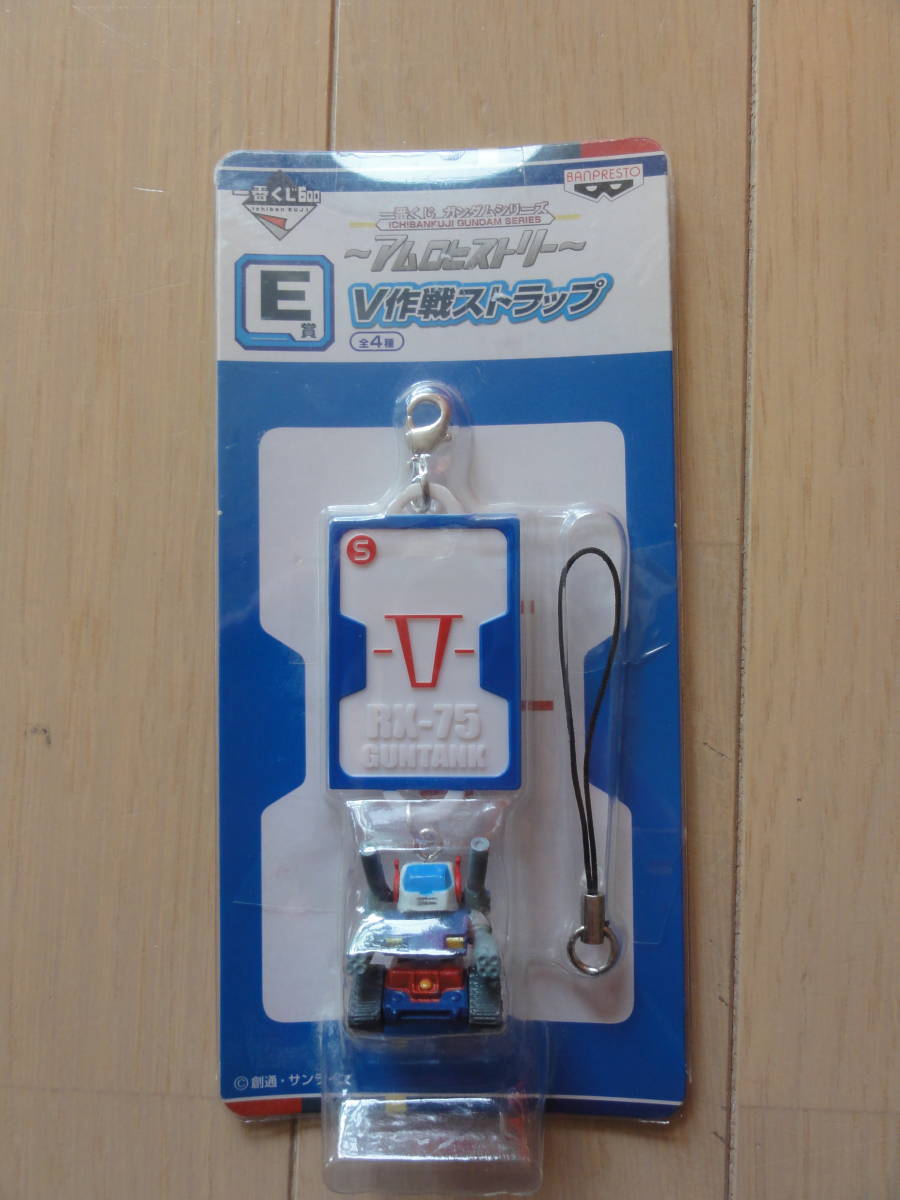 一番くじ600
Ichiban KUJI
BANPRESTO
一番くじ ガンダムシリーズ
ICHIBANKUJI GUNDAM SERIES
～アムロヒストリー～
E賞
V作戦ストラップ
全4種
S
V
RX-75
GUNTANK
©創通・サンライズ